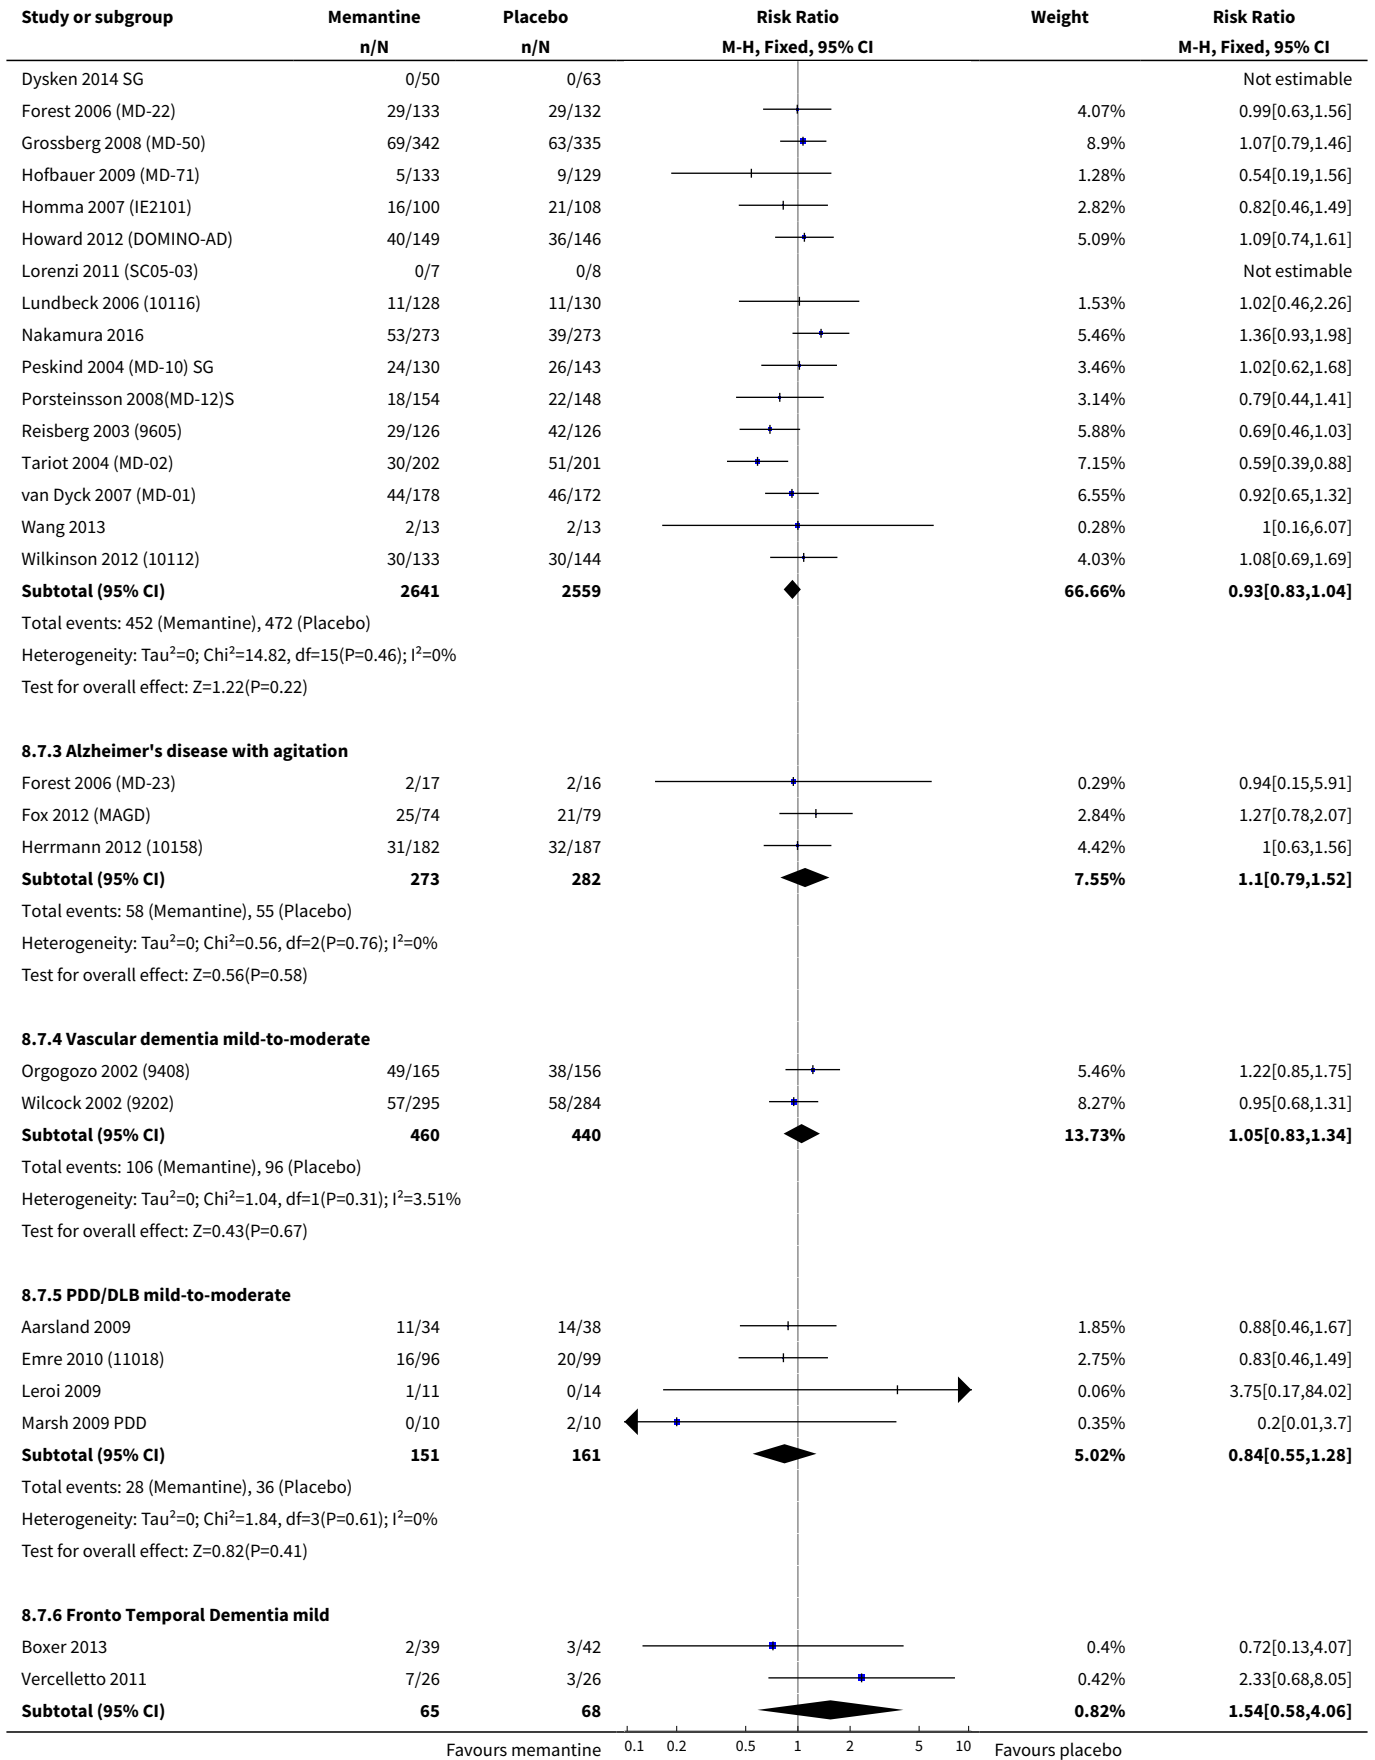 Study or subgroup Memantine Placebo Risk Ratio Weight Risk Ratio
n/N n/N M-H, Fixed, 95% CI M-H, Fixed, 95% CI
Dysken 2014 SG 0/50 0/63 Not estimable
Forest 2006 (MD-22) 29/133 29/132 4.07% 0.99[0.63,1.56]
Grossberg 2008 (MD-50) 69/342 63/335 8.9% 1.07[0.79,1.46]
Hofbauer 2009 (MD-71) 5/133 9/129 1.28% 0.54[0.19,1.56]
Homma 2007 (IE2101) 16/100 21/108 2.82% 0.82[0.46,1.49]
Howard 2012 (DOMINO-AD) 40/149 36/146 5.09% 1.09[0.74,1.61]
Lorenzi 2011 (SC05-03) 0/7 0/8 Not estimable
Lundbeck 2006 (10116) 11/128 11/130 1.53% 1.02[0.46,2.26]
Nakamura 2016 53/273 39/273 5.46% 1.36[0.93,1.98]
Peskind 2004 (MD-10) SG 24/130 26/143 3.46% 1.02[0.62,1.68]
Porsteinsson 2008(MD-12)S 18/154 22/148 3.14% 0.79[0.44,1.41]
Reisberg 2003 (9605) 29/126 42/126 5.88% 0.69[0.46,1.03]
Tariot 2004 (MD-02) 30/202 51/201 7.15% 0.59[0.39,0.88]
van Dyck 2007 (MD-01) 44/178 46/172 6.55% 0.92[0.65,1.32]
Wang 2013 2/13 2/13 0.28% 1[0.16,6.07]
Wilkinson 2012 (10112) 30/133 30/144 4.03% 1.08[0.69,1.69]
Subtotal (95% CI) 2641 2559 66.66% 0.93[0.83,1.04]
Total events: 452 (Memantine), 472 (Placebo)
Heterogeneity: Tau²=0; Chi²=14.82, df=15(P=0.46); I²=0%
Test for overall effect: Z=1.22(P=0.22)
8.7.3 Alzheimer's disease with agitation
Forest 2006 (MD-23) 2/17 2/16 0.29% 0.94[0.15,5.91]
Fox 2012 (MAGD) 25/74 21/79 2.84% 1.27[0.78,2.07]
Herrmann 2012 (10158) 31/182 32/187 4.42% 1[0.63,1.56]
Subtotal (95% CI) 273 282 7.55% 1.1[0.79,1.52]
Total events: 58 (Memantine), 55 (Placebo)
Heterogeneity: Tau²=0; Chi²=0.56, df=2(P=0.76); I²=0%
Test for overall effect: Z=0.56(P=0.58)
8.7.4 Vascular dementia mild-to-moderate
Orgogozo 2002 (9408) 49/165 38/156 5.46% 1.22[0.85,1.75]
Wilcock 2002 (9202) 57/295 58/284 8.27% 0.95[0.68,1.31]
Subtotal (95% CI) 460 440 13.73% 1.05[0.83,1.34]
Total events: 106 (Memantine), 96 (Placebo)
Heterogeneity: Tau²=0; Chi²=1.04, df=1(P=0.31); I²=3.51%
Test for overall effect: Z=0.43(P=0.67)
8.7.5 PDD/DLB mild-to-moderate
Aarsland 2009 11/34 14/38 1.85% 0.88[0.46,1.67]
Emre 2010 (11018) 16/96 20/99 2.75% 0.83[0.46,1.49]
Leroi 2009 1/11 0/14 0.06% 3.75[0.17,84.02]
Marsh 2009 PDD 0/10 2/10 0.35% 0.2[0.01,3.7]
Subtotal (95% CI) 151 161 5.02% 0.84[0.55,1.28]
Total events: 28 (Memantine), 36 (Placebo)
Heterogeneity: Tau²=0; Chi²=1.84, df=3(P=0.61); I²=0%
Test for overall effect: Z=0.82(P=0.41)
8.7.6 Fronto Temporal Dementia mild
Boxer 2013 2/39 3/42 0.4% 0.72[0.13,4.07]
Vercelletto 2011 7/26 3/26 0.42% 2.33[0.68,8.05]
Subtotal (95% CI) 65 68 0.82% 1.54[0.58,4.06]
Favours memantine 0.1 0.2 0.5 1 2 5 10 Favours placebo